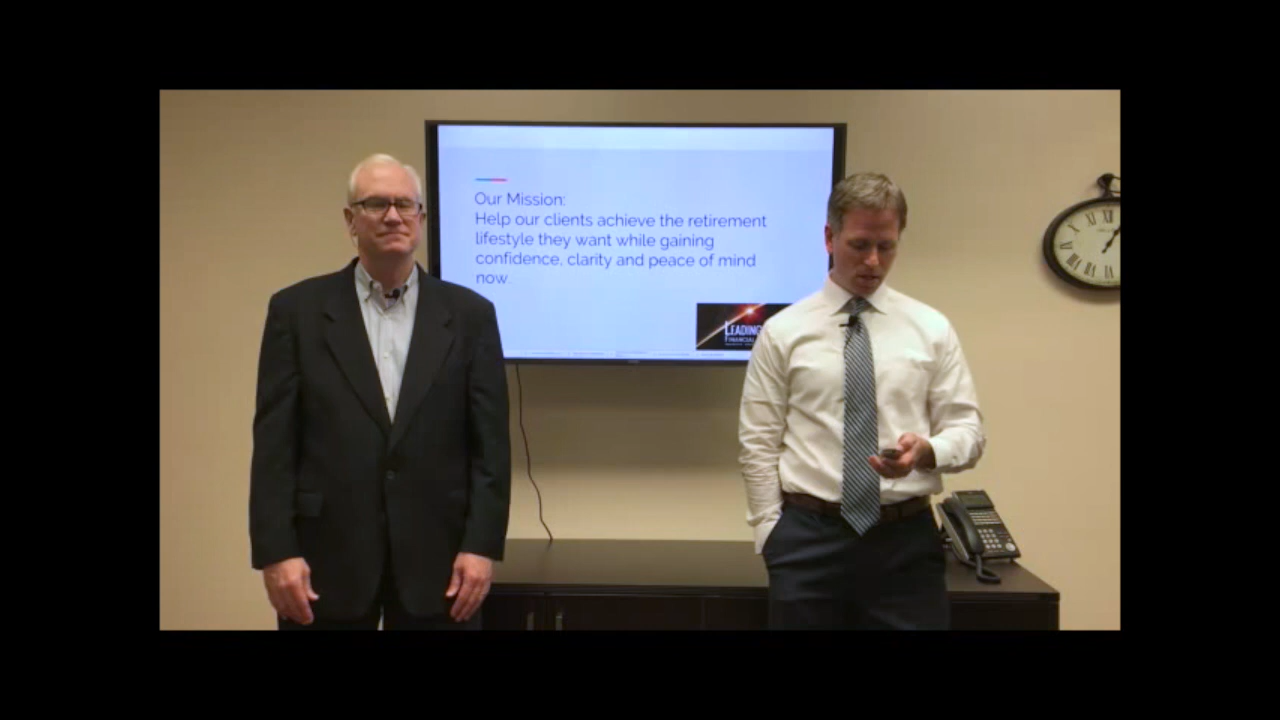 Our Mission:
Help our clients achieve the retirement
lifestyle they want while gaining
confidence, clarity and peace of mind
now.
LEADING
FINANCIAL